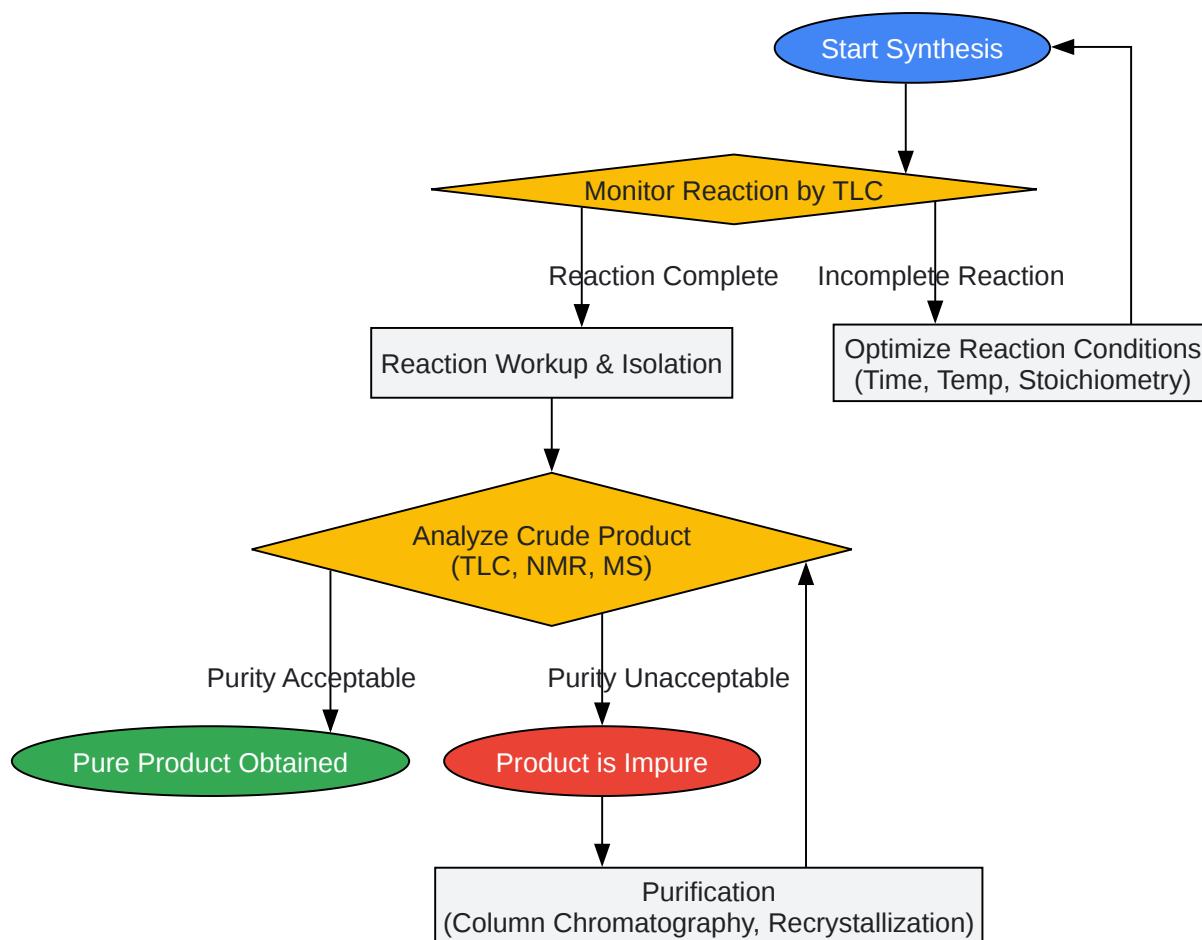 Start Synthesis
Monitor Reaction by TLC
Reaction Complete
Incomplete Reaction
Reaction Workup & Isolation
Optimize Reaction Conditions
(Time, Temp, Stoichiometry)
Analyze Crude Product
(TLC, NMR, MS)
Purity Acceptable
Purity Unacceptable
Pure Product Obtained
Product is Impure
Purification
(Column Chromatography, Recrystallization)